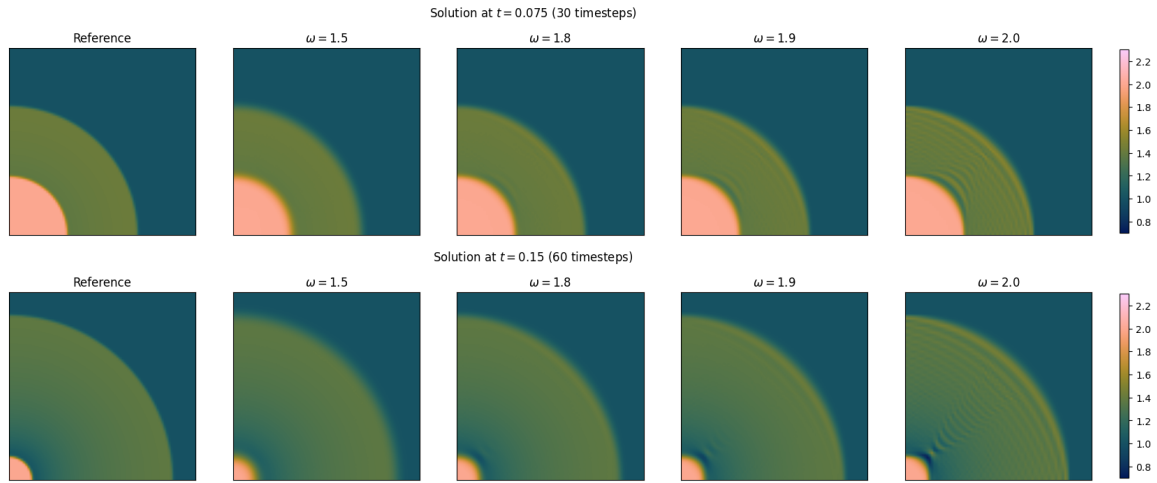 Solution at t = 0.075 (30 timesteps)
Reference
ω = 1.5
ω = 1.8
ω = 1.9
ω = 2.0
2.2
2.0
1.8
1.6
1.4
1.2
1.0
0.8
Solution at t = 0.15 (60 timesteps)
Reference
ω = 1.5
ω = 1.8
ω = 1.9
ω = 2.0
2.2
2.0
1.8
1.6
1.4
1.2
1.0
0.8